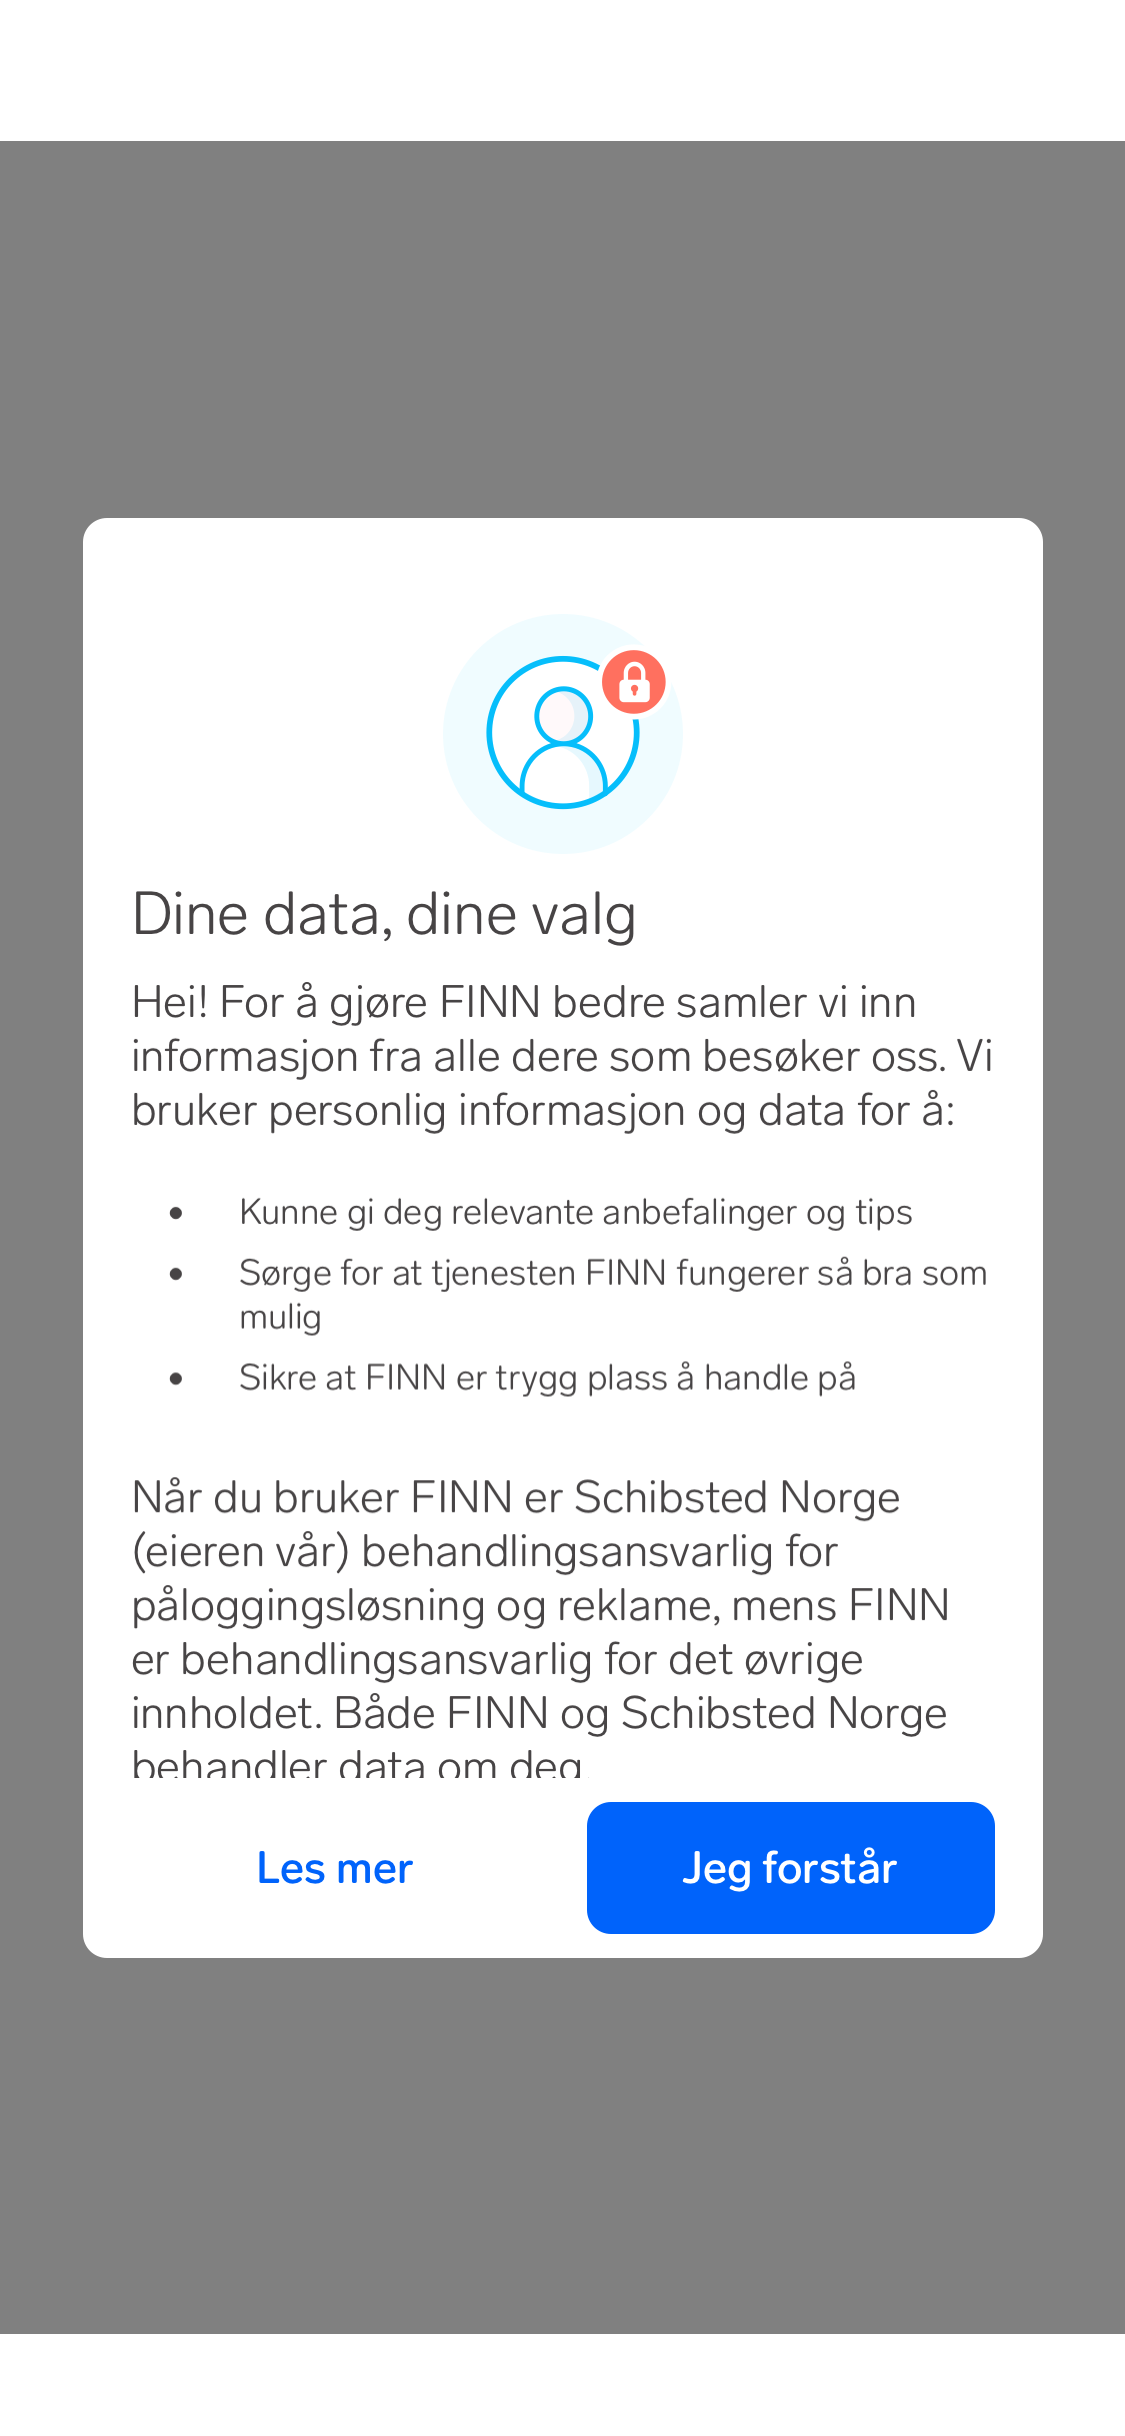 Dine data, dine valg
Hei! For å gjøre FINN bedre samler vi inn
informasjon fra alle dere som besøker oss. Vi
bruker personlig informasjon og data for å:
• Kunne gi deg relevante anbefalinger og tips
• Sørge for at tjenesten FINN fungerer så bra som
mulig
• Sikre at FINN er trygg plass å handle på
Når du bruker FINN er Schibsted Norge
(eieren vår) behandlingsansvarlig for
påloggingsløsning og reklame, mens FINN
er behandlingsansvarlig for det øvrige
innholdet. Både FINN og Schibsted Norge
behandler data om deg.
Les mer
Jeg forstår